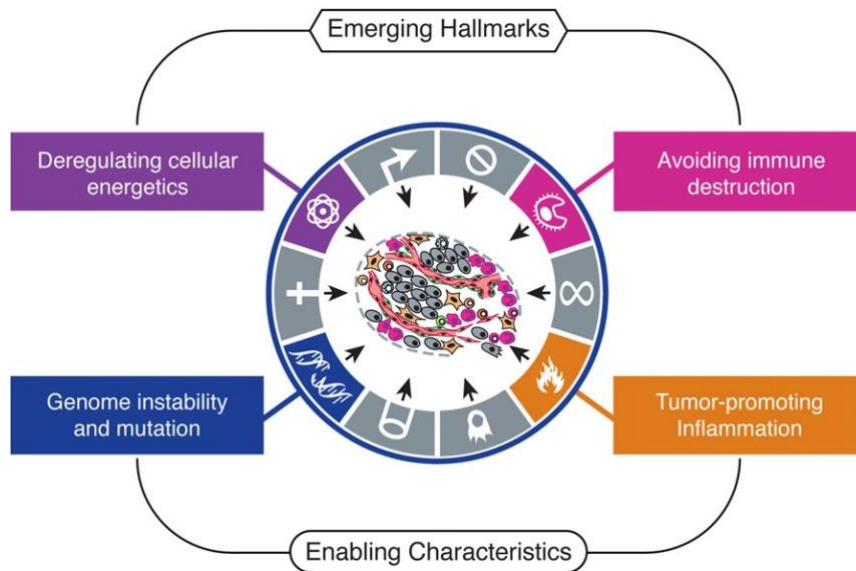 Emerging Hallmarks
Deregulating cellular
energetics
Avoiding immune
destruction
Genome instability
and mutation
Tumor-promoting
Inflammation
Enabling Characteristics